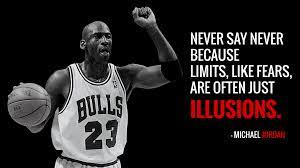 NEVER SAY NEVER
BECAUSE
LIMITS, LIKE FEARS,
ARE OFTEN JUST
ILLUSIONS.
- MICHAEL JORDAN
BULLS
23